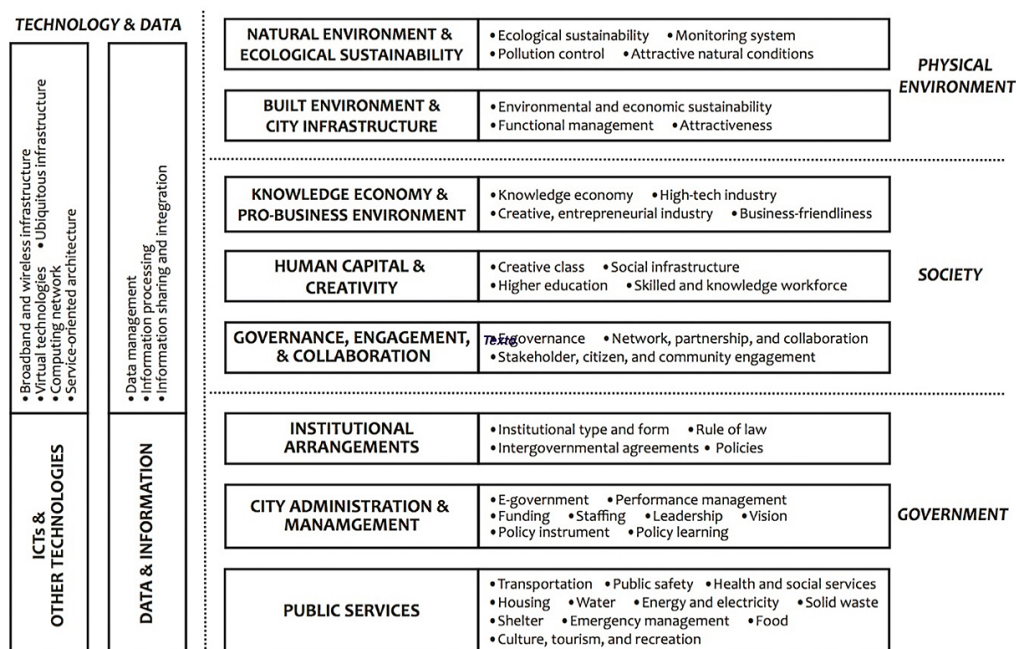 TECHNOLOGY & DATA
•Broadband and wireless infrastructure
•Virtual technologies •Ubiquitous infrastructure
•Computing network
•Service-oriented architecture
ICTs &
OTHER TECHNOLOGIES
•Data management
•Information processing
•Information sharing and integration
DATA & INFORMATION
NATURAL ENVIRONMENT &
ECOLOGICAL SUSTAINABILITY
•Ecological sustainability •Monitoring system
•Pollution control •Attractive natural conditions
BUILT ENVIRONMENT &
CITY INFRASTRUCTURE
•Environmental and economic sustainability
•Functional management •Attractiveness
PHYSICAL
ENVIRONMENT
KNOWLEDGE ECONOMY &
PRO-BUSINESS ENVIRONMENT
•Knowledge economy •High-tech industry
•Creative, entrepreneurial industry •Business-friendliness
HUMAN CAPITAL &
CREATIVITY
•Creative class •Social infrastructure
•Higher education •Skilled and knowledge workforce
GOVERNANCE, ENGAGEMENT,
& COLLABORATION
Texto
•E-governance •Network, partnership, and collaboration
•Stakeholder, citizen, and community engagement
SOCIETY
INSTITUTIONAL
ARRANGEMENTS
•Institutional type and form •Rule of law
•Intergovernmental agreements • Policies
CITY ADMINISTRATION &
MANAMGEMENT
•E-government •Performance management
•Funding •Staffing •Leadership •Vision
•Policy instrument •Policy learning
PUBLIC SERVICES
•Transportation •Public safety •Health and social services
•Housing •Water •Energy and electricity •Solid waste
•Shelter •Emergency management •Food
•Culture, tourism, and recreation
GOVERNMENT